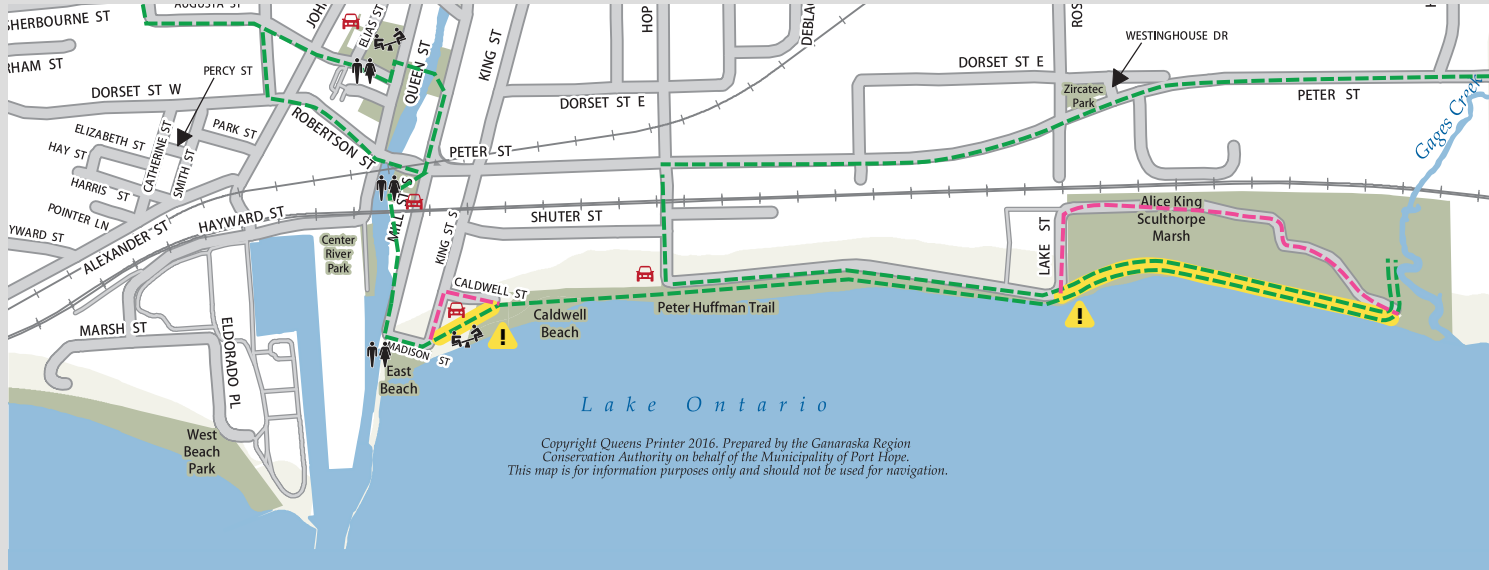 SHERBOURNE ST
AUGUSTA ST
JOHN
ELIAS ST
QUEEN ST
KING ST
HOP
DEBLAQ
ROS
WESTINGHOUSE DR
RHAM ST
PERCY ST
DORSET ST W
DORSET ST E
DORSET ST E
Zircatec
Park
PETER ST
Gages Creek
ELIZABETH ST
PARK ST
ROBERTSON ST
HAY ST
CATHERINE ST
SMITH ST
PETER ST
HARRIS ST
POINTER LN
YWARD ST
ALEXANDER ST
HAYWARD ST
MILL ST S
KING ST S
SHUTER ST
LAKE ST
Alice King
Sculthorpe
Marsh
Center
River
Park
CALDWELL ST
!
!
Caldwell
Beach
Peter Huffman Trail
MARSH ST
ELDORADO PL
MADISON ST
East
Beach
Lake Ontario
West
Beach
Park
Copyright Queens Printer 2016. Prepared by the Ganaraska Region
Conservation Authority on behalf of the Municipality of Port Hope.
This map is for information purposes only and should not be used for navigation.